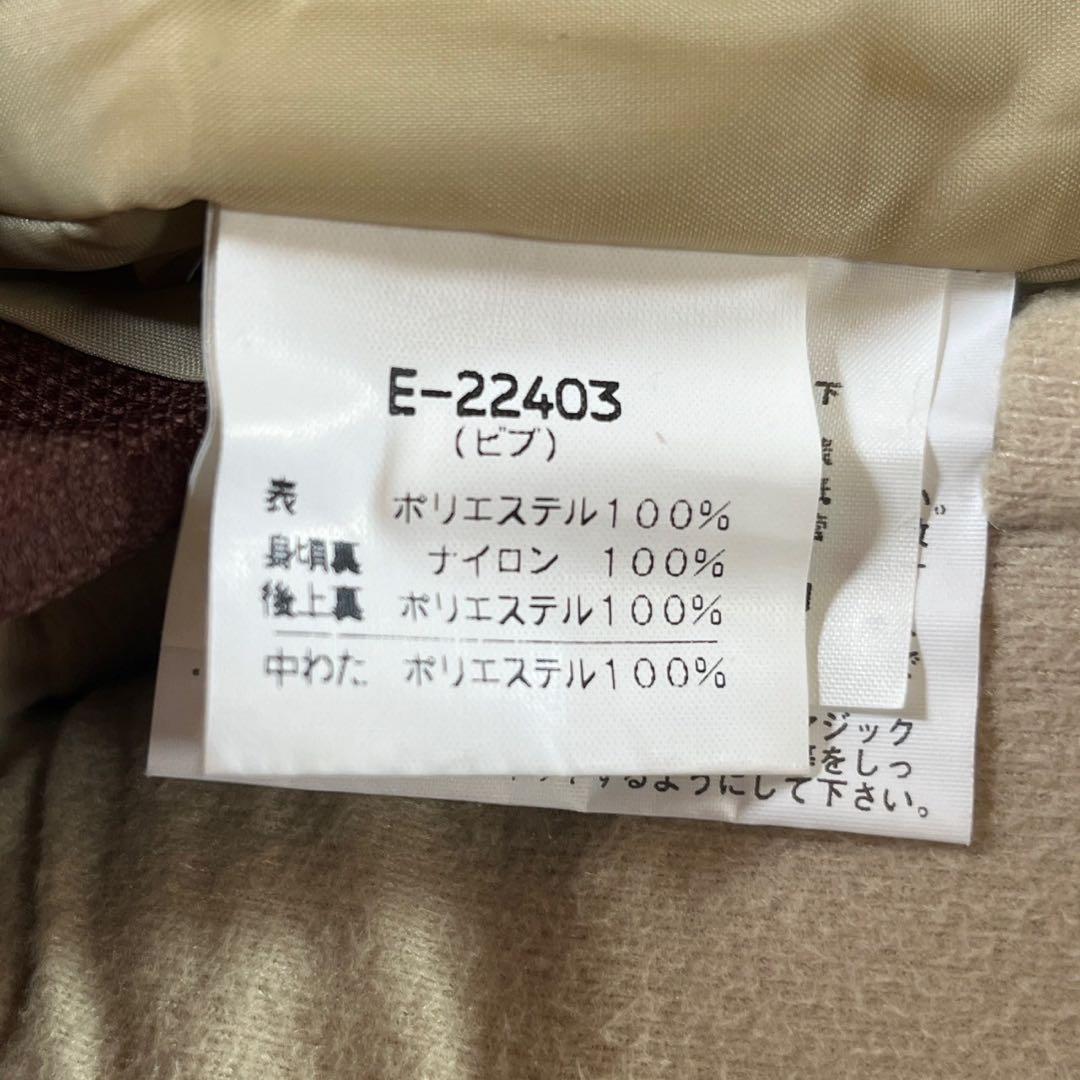 E-22403
(ビブ)
表 ポリエステル100%
身頃裏 ナイロン 100%
後上裏 ポリエステル100%
中わた ポリエステル100%
下
マジック
をしっ
するようにして下さい。